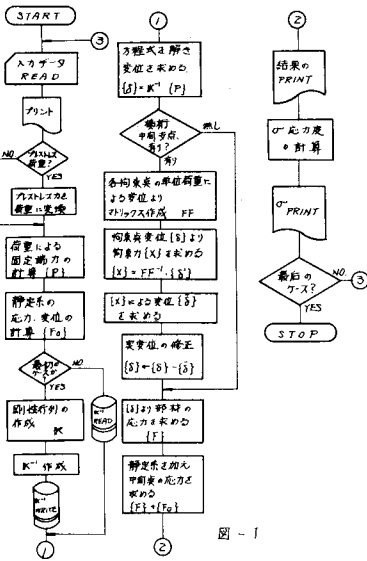 START
③
入力データ
READ
プリント
プレストレス
荷重?
NO
YES
プレストレス力を
荷重に変換
荷重による
固定端力の
計算 {P}
静定系の
応力、変位の
計算 {F₀}
最初の
ケースか
NO
YES
剛性行列の
作成 K
K⁻¹
READ
K⁻¹ 作成
K⁻¹
WRITE
①
①
方程式を解き
変位を求める
{δ}=K⁻¹{P}
中間支点
有り?
無し
有り
各拘束点の単位荷重に
よる変位より
マトリックス作成 FF
拘束点変位{δ}より
拘束力{X}を求める
{X}=FF⁻¹・{δ'}
{X}による変位{δ̄}
を求める
実変位の修正
{δ}=({δ}-{δ̄}
{δ}より部材の
応力を求める
{F}
静定系を加え
中間点の応力を
求める
{F}+{F₀}
②
②
結果の
PRINT
σ 応力度
の計算
σ
PRINT
最后の
ケース?
NO
③
YES
STOP
図-1